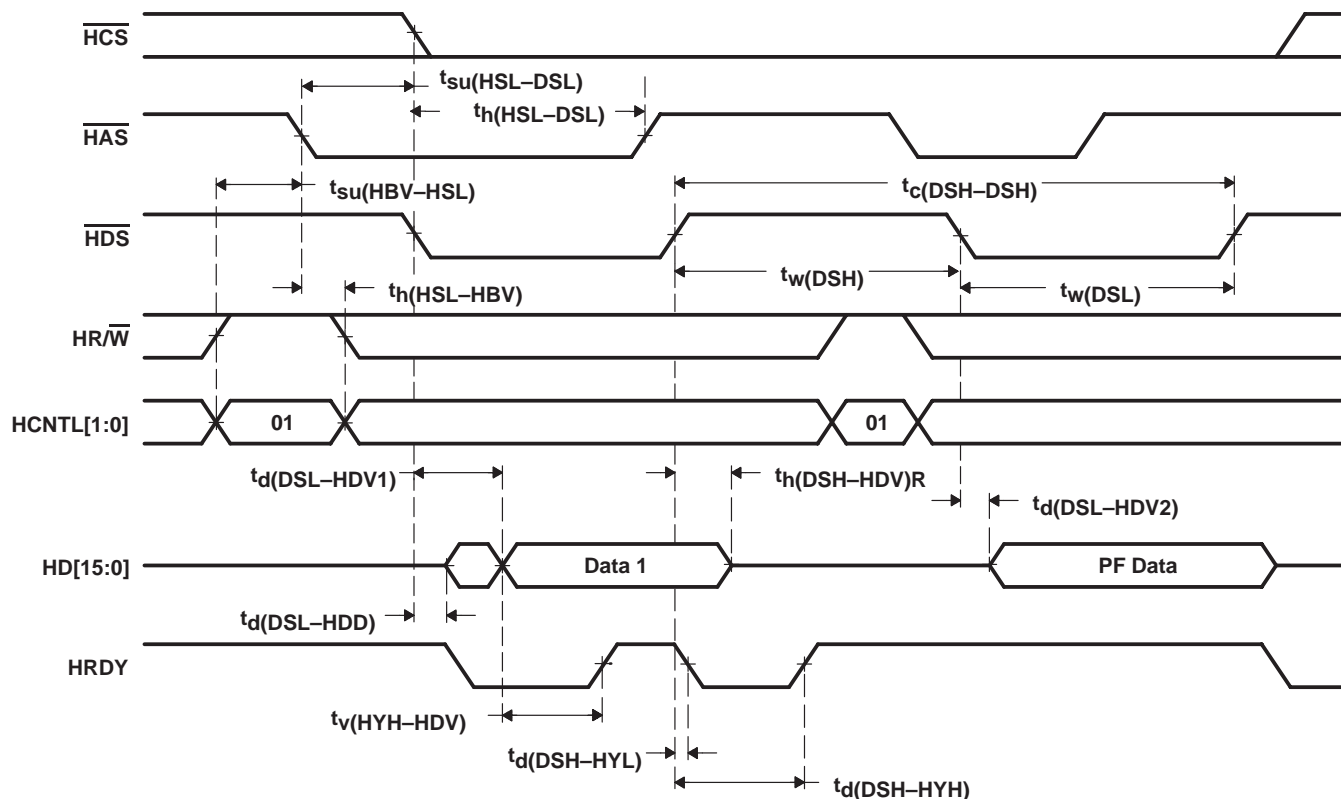 HCS
tsu(HSL–DSL)
th(HSL–DSL)
HAS
tsu(HBV–HSL)
tc(DSH–DSH)
HDS
tw(DSH)
th(HSL–HBV)
tw(DSL)
HR/W
HCNTL[1:0]
01
01
td(DSL–HDV1)
th(DSH–HDV)R
td(DSL–HDV2)
HD[15:0]
Data 1
PF Data
td(DSL–HDD)
HRDY
tv(HYH–HDV)
td(DSH–HYL)
td(DSH–HYH)